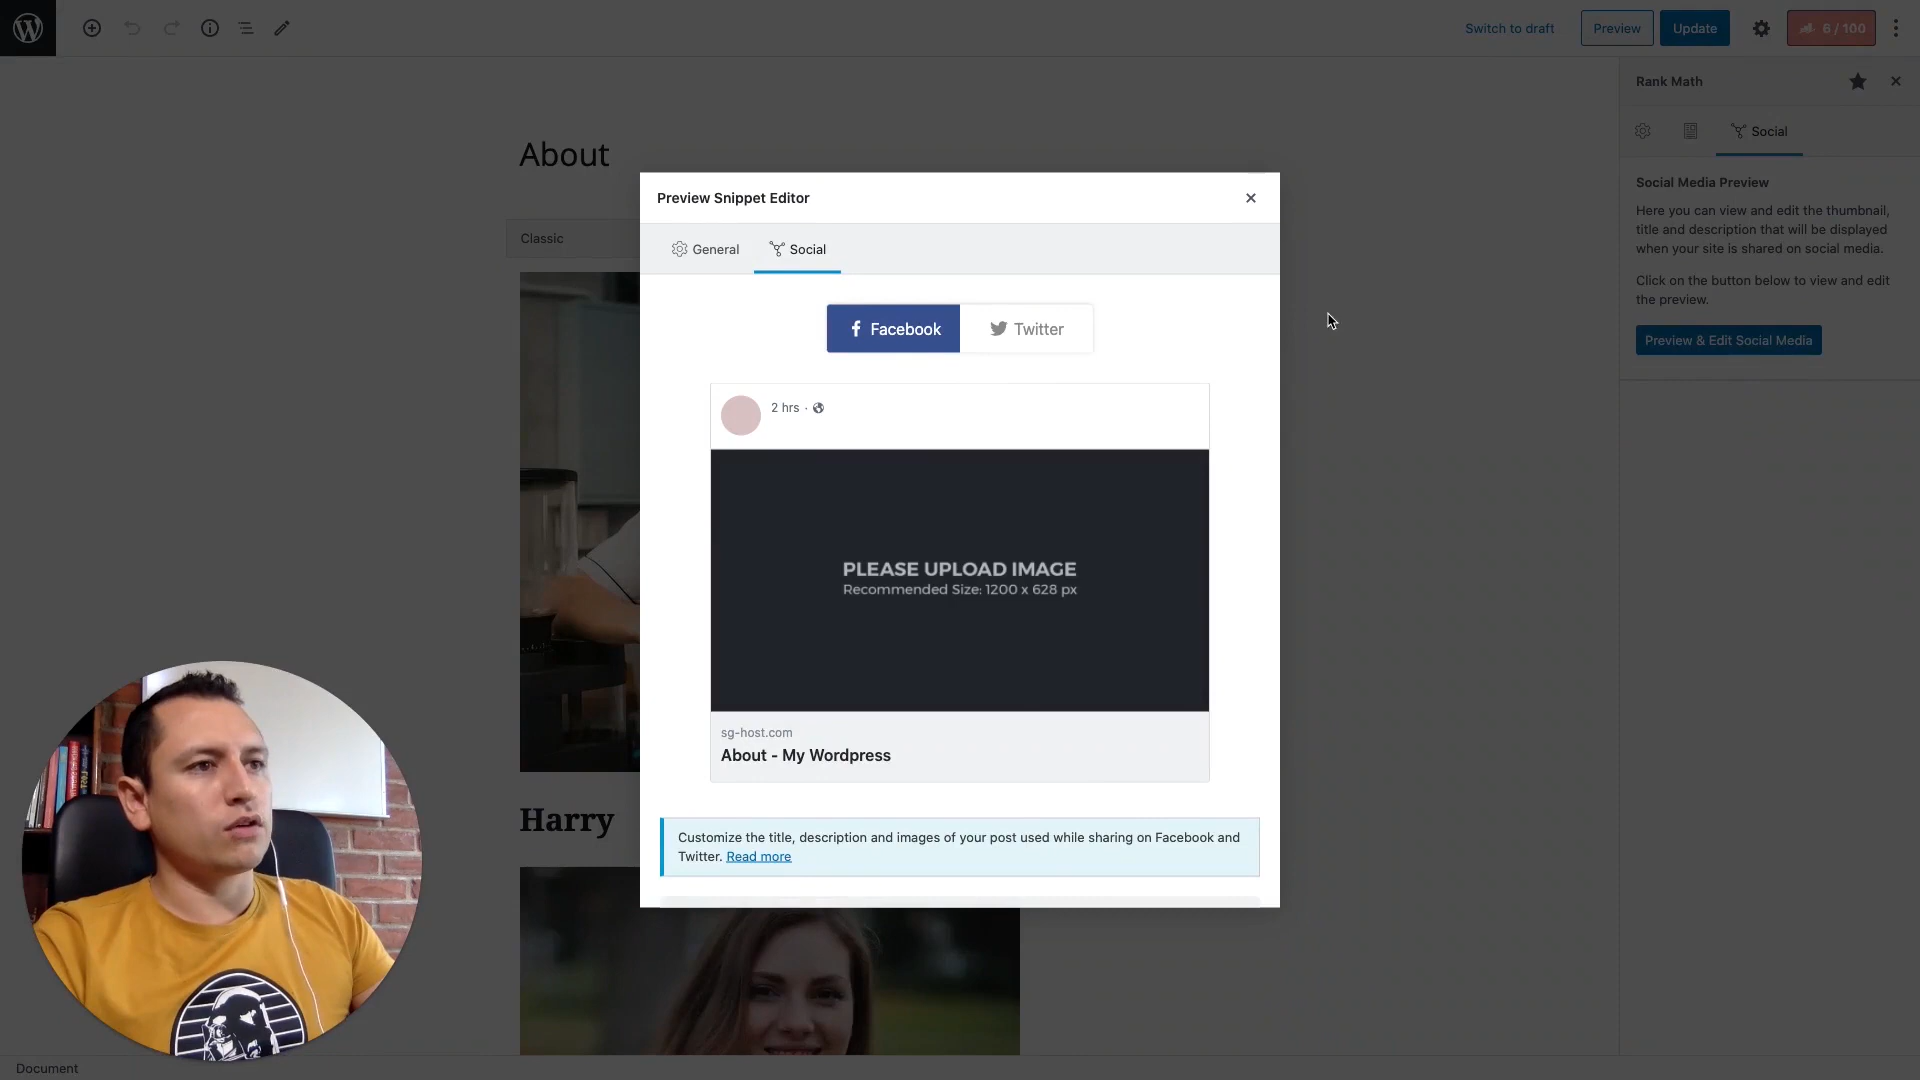 Switch to draft
Preview
Update
6 / 100
Rank Math
Social
Social Media Preview
Here you can view and edit the thumbnail,
title and description that will be displayed
when your site is shared on social media.
Click on the button below to view and edit
the preview.
Preview & Edit Social Media
About
Classic
Preview Snippet Editor
General
Social
Facebook
Twitter
2 hrs ·
PLEASE UPLOAD IMAGE
Recommended Size: 1200 x 628 px
sg-host.com
About - My Wordpress
Customize the title, description and images of your post used while sharing on Facebook and
Twitter. Read more
Harry
Document